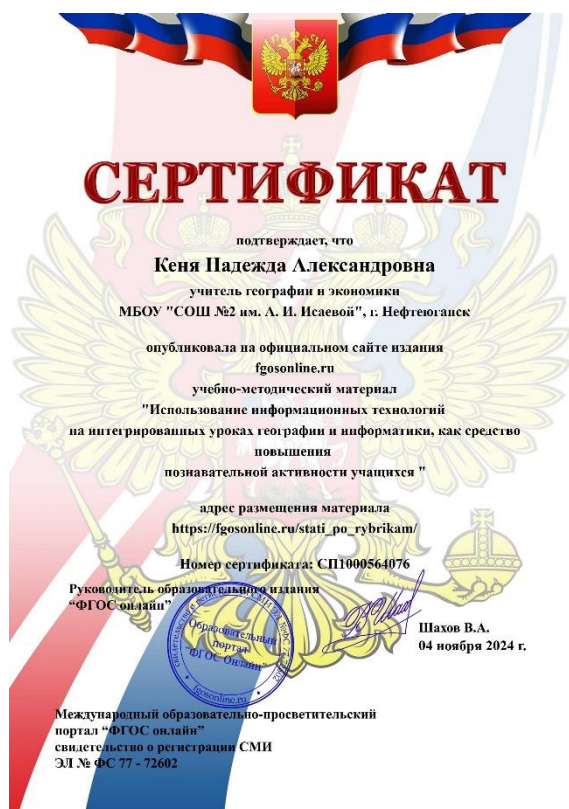 СЕРТИФИКАТ
подтверждает, что
Кеня Надежда Александровна
учитель географии и экономики
МБОУ "СОШ №2 им. А. И. Исаевой", г. Нефтеюганск
опубликовала на официальном сайте издания
fgosonline.ru
учебно-методический материал
"Использование информационных технологий
на интегрированных уроках географии и информатики, как средство
повышения
познавательной активности учащихся "
адрес размещения материала
https://fgosonline.ru/stati_po_rybrikam/
Номер сертификата: СП1000564076
Руководитель образовательного издания
“ФГОС онлайн”
Образовательный
портал
"ФГОС Онлайн"
fgosonline.ru
Шахов В.А.
04 ноября 2024 г.
Международный образовательно-просветительский
портал “ФГОС онлайн”
свидетельство о регистрации СМИ
ЭЛ № ФС 77 - 72602